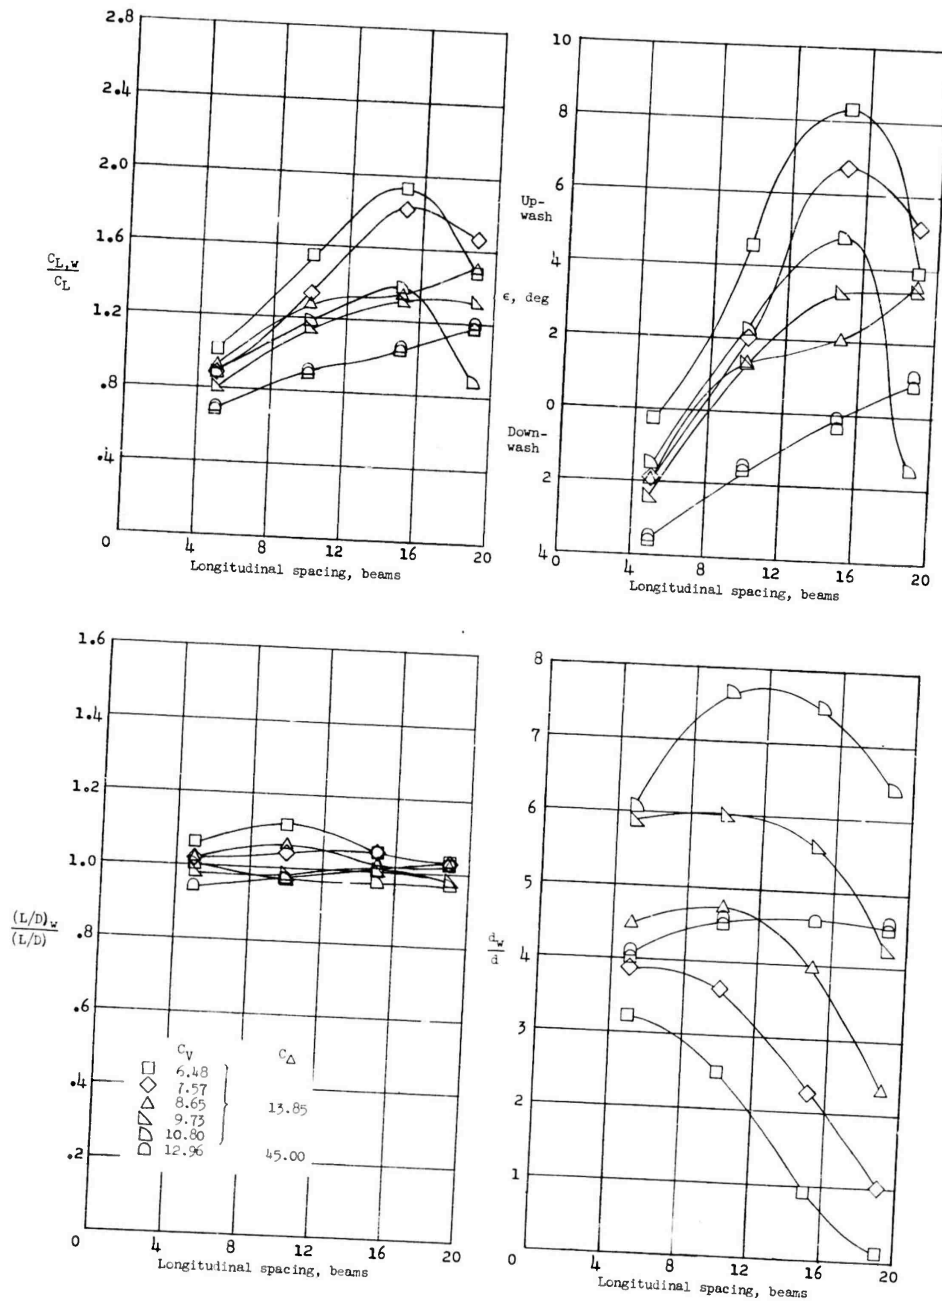 2.8
2.4
2.0
1.6
C_L,w
C_L
1.2
.8
.4
0
4 8 12 16 20
Longitudinal spacing, beams
10
8
6
Up-
wash
4
ϵ, deg
2
0
Down-
wash
2
4
0 4 8 12 16 20
Longitudinal spacing, beams
1.6
1.4
1.2
1.0
(L/D)_w
(L/D)
.8
.6
.4
.2
0
C_V C_Δ
6.48
7.57
8.65 13.85
9.73
10.80
12.96 45.00
4 8 12 16 20
Longitudinal spacing, beams
8
7
6
5
d_w
d
4
3
2
1
0
4 8 12 16 20
Longitudinal spacing, beams